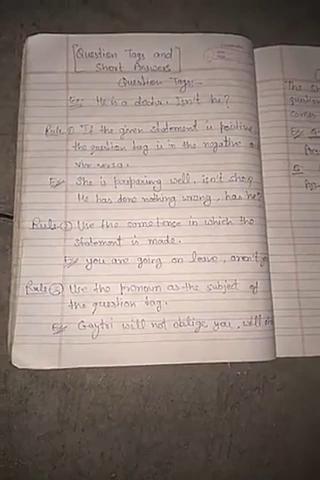 Question Tags and
Short Answers
Question Tags:-
Ex: He is a doctor. Isn't he?
Rule ① If the given statement is positive
the question tag is in the negative
vice versa.
Ex: She is preparing well, isn't she,
He has done nothing wrong, has he?
Rule ② Use the same tence in which the
statement is made.
Ex: you are going on leave, aren't
Rule ③ Use the pronoun as the subject of
the question tag.
Ex: Gaytri will not oblige you, will
The
question
comes